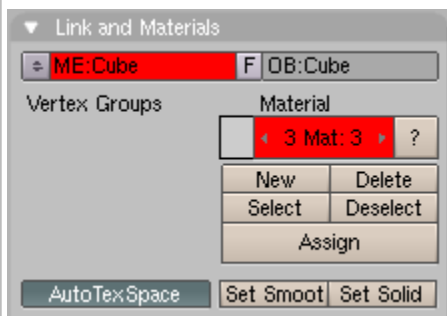 Link and Materials
ME:Cube F OB:Cube
Vertex Groups Material
3 Mat: 3 ?
New Delete
Select Deselect
Assign
AutoTexSpace Set Smoot Set Solid